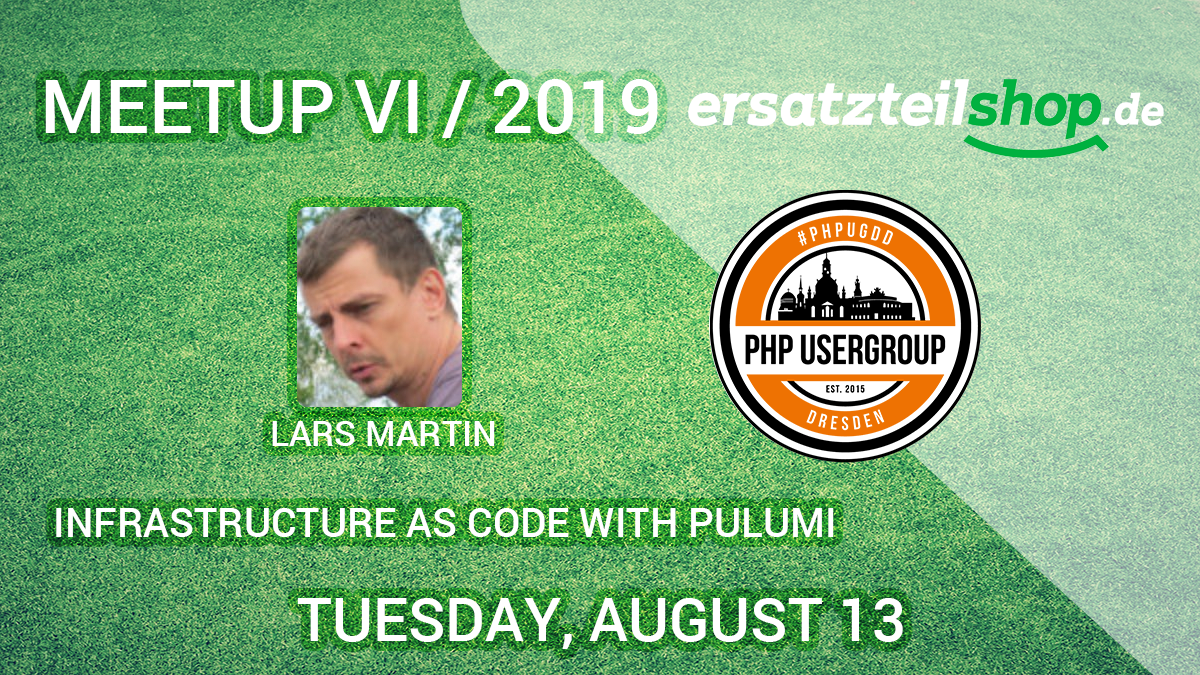 MEETUP VI / 2019
ersatzteilshop.de
#PHPUGDD
PHP USERGROUP
EST. 2015
DRESDEN
LARS MARTIN
INFRASTRUCTURE AS CODE WITH PULUMI
TUESDAY, AUGUST 13